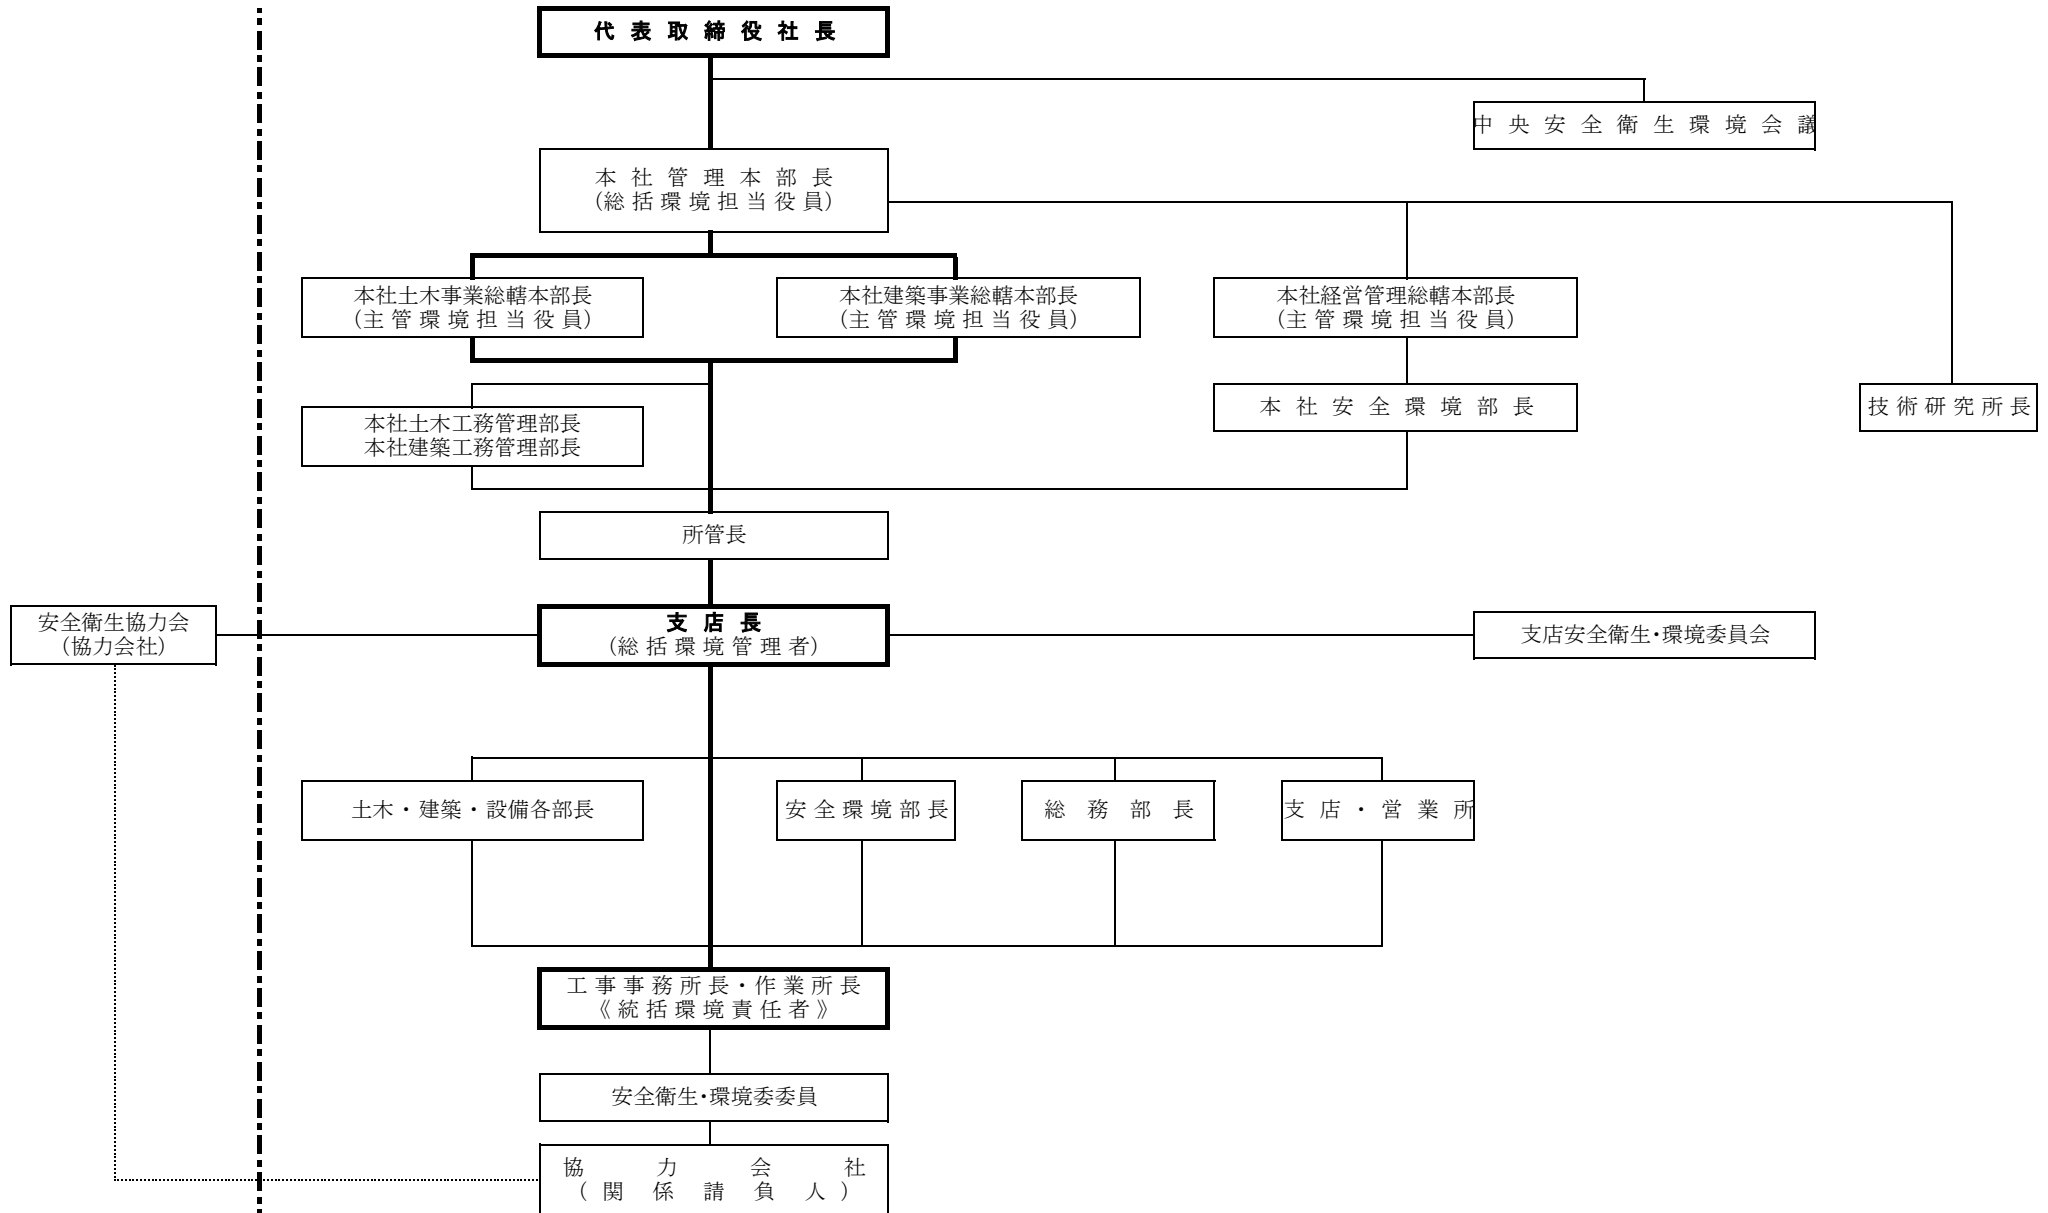 代表取締役社長
中央安全衛生環境会議
本社管理本部長
(総括環境担当役員)
本社土木事業総轄本部長
(主管環境担当役員)
本社建築事業総轄本部長
(主管環境担当役員)
本社経営管理総轄本部長
(主管環境担当役員)
本社土木工務管理部長
本社建築工務管理部長
本社安全環境部長
技術研究所長
所管長
安全衛生協力会
(協力会社)
支店長
(総括環境管理者)
支店安全衛生・環境委員会
土木・建築・設備各部長
安全環境部長
総務部長
支店・営業所
工事事務所長・作業所長
《統括環境責任者》
安全衛生・環境委委員
協力会社
(関係請負人)